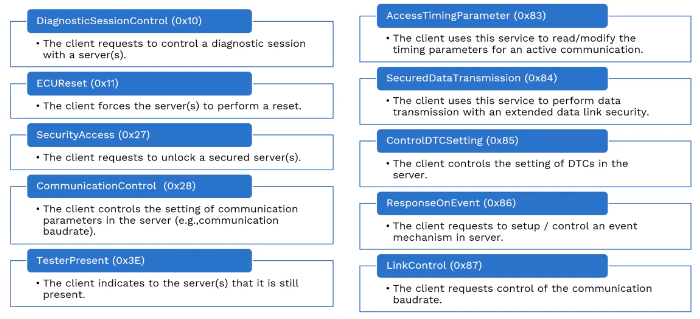 DiagnosticSessionControl (0x10)
• The client requests to control a diagnostic session
with a server(s).
ECUReset (0x11)
• The client forces the server(s) to perform a reset.
SecurityAccess (0x27)
• The client requests to unlock a secured server(s).
CommunicationControl (0x28)
• The client controls the setting of communication
parameters in the server (e.g.,communication
baudrate).
TesterPresent (0x3E)
• The client indicates to the server(s) that it is still
present.
AccessTimingParameter (0x83)
• The client uses this service to read/modify the
timing parameters for an active communication.
SecuredDataTransmission (0x84)
• The client uses this service to perform data
transmission with an extended data link security.
ControlDTCSetting (0x85)
• The client controls the setting of DTCs in the
server.
ResponseOnEvent (0x86)
• The client requests to setup / control an event
mechanism in server.
LinkControl (0x87)
• The client requests control of the communication
baudrate.